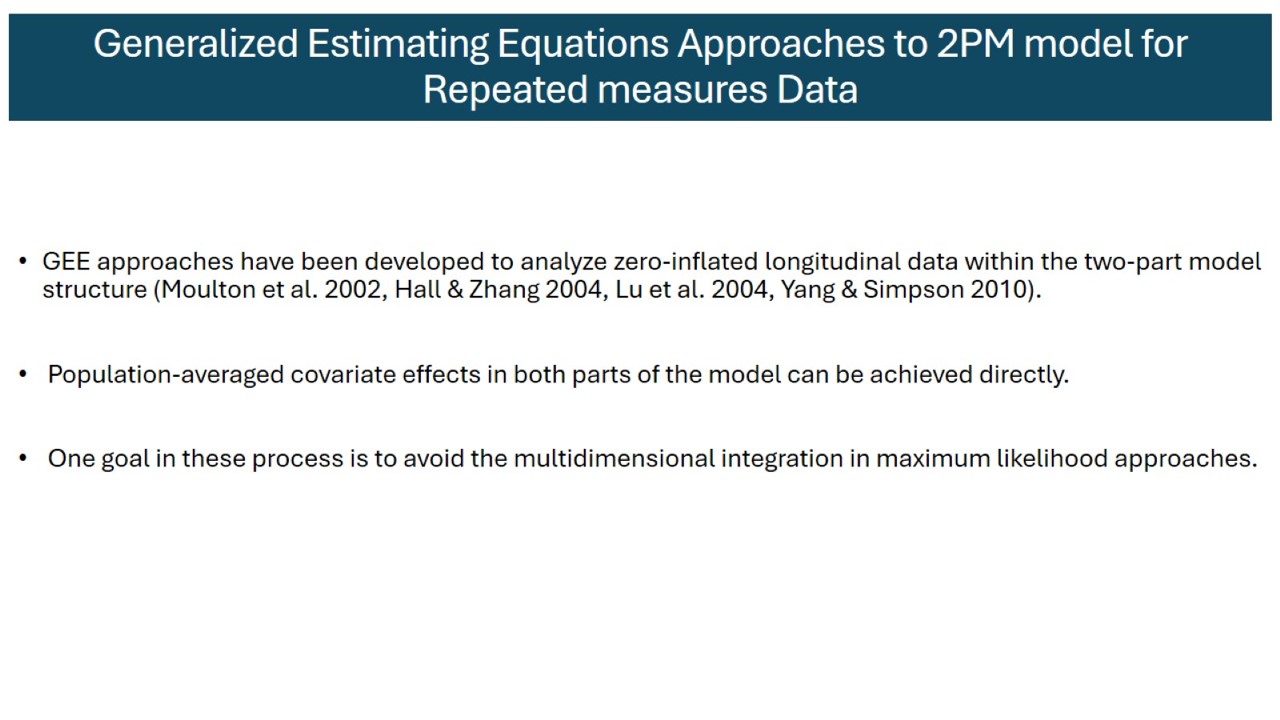 Generalized Estimating Equations Approaches to 2PM model for
Repeated measures Data
• GEE approaches have been developed to analyze zero-inflated longitudinal data within the two-part model
structure (Moulton et al. 2002, Hall & Zhang 2004, Lu et al. 2004, Yang & Simpson 2010).
• Population-averaged covariate effects in both parts of the model can be achieved directly.
• One goal in these process is to avoid the multidimensional integration in maximum likelihood approaches.